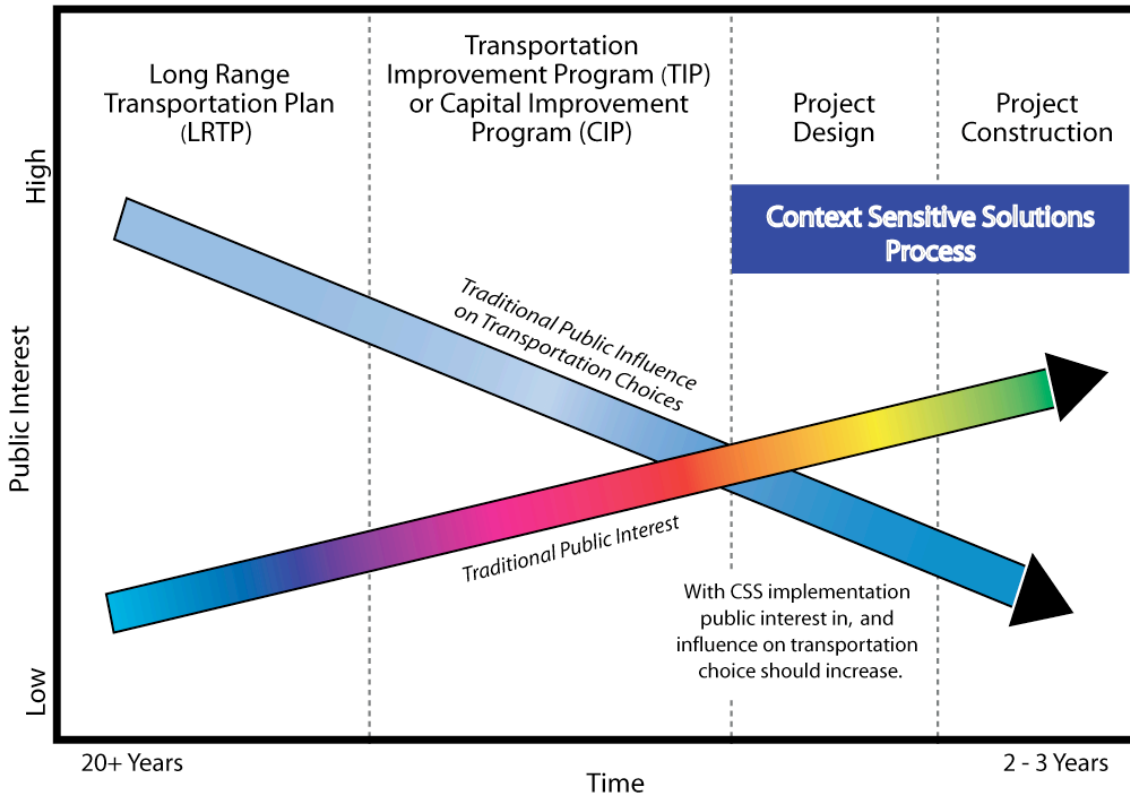 Long Range
Transportation Plan
(LRTP)
Transportation
Improvement Program (TIP)
or Capital Improvement
Program (CIP)
Project
Design
Project
Construction
Context Sensitive Solutions
Process
High
Public Interest
Low
Traditional Public Influence
on Transportation Choices
Traditional Public Interest
With CSS implementation
public interest in, and
influence on transportation
choice should increase.
20+ Years
Time
2 - 3 Years